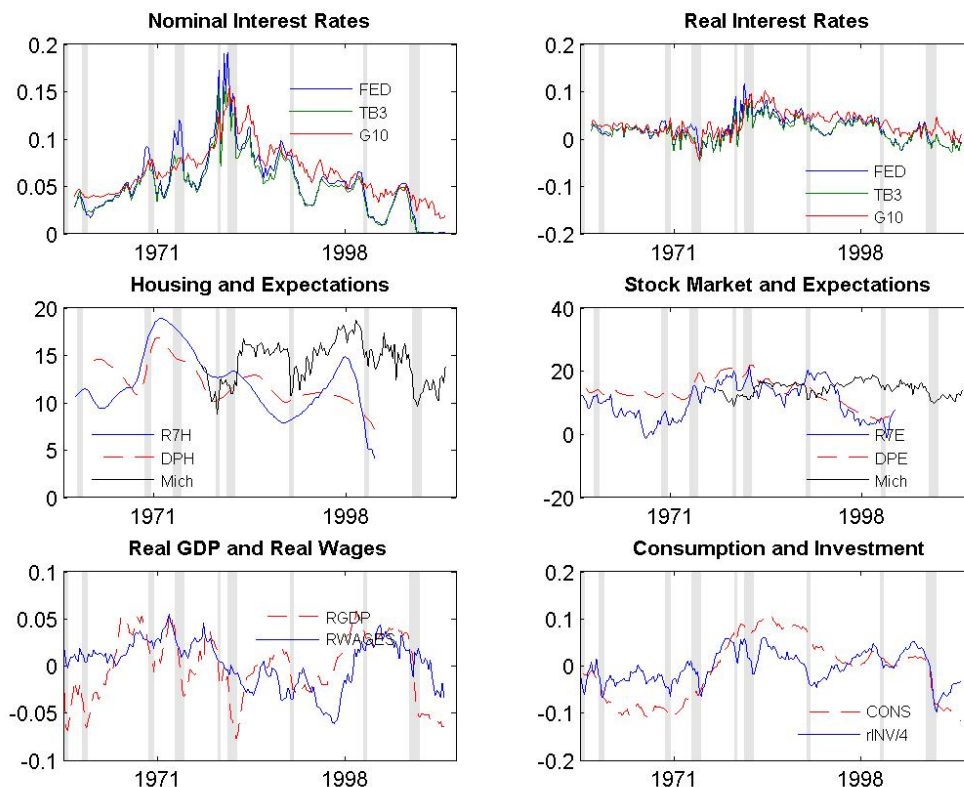 Nominal Interest Rates
0.2
0.15
0.1
0.05
0
FED
TB3
G10
1971
1998
Real Interest Rates
0.2
0.1
0
-0.1
-0.2
FED
TB3
G10
1971
1998
Housing and Expectations
20
15
10
5
0
R7H
DPH
Mich
1971
1998
Stock Market and Expectations
40
20
0
-20
R7E
DPE
Mich
1971
1998
Real GDP and Real Wages
0.1
0.05
0
-0.05
-0.1
RGDP
RWAGES
1971
1998
Consumption and Investment
0.2
0.1
0
-0.1
-0.2
CONS
rINV/4
1971
1998